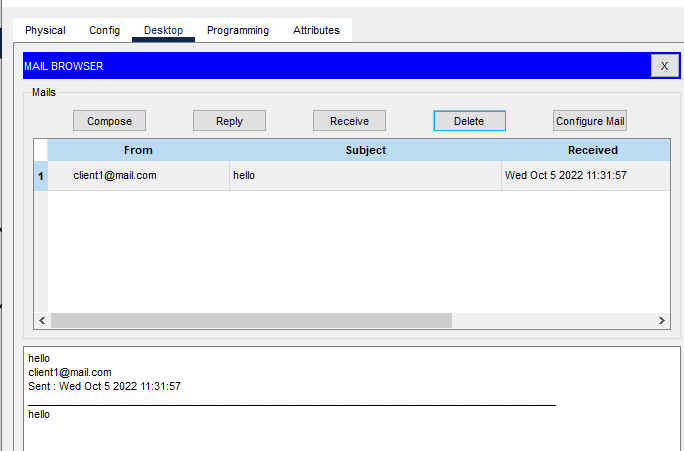 Physical Config Desktop Programming Attributes
MAIL BROWSER X
Mails
Compose Reply Receive Delete Configure Mail
From Subject Received
1 client1@mail.com hello Wed Oct 5 2022 11:31:57
hello
client1@mail.com
Sent : Wed Oct 5 2022 11:31:57
hello